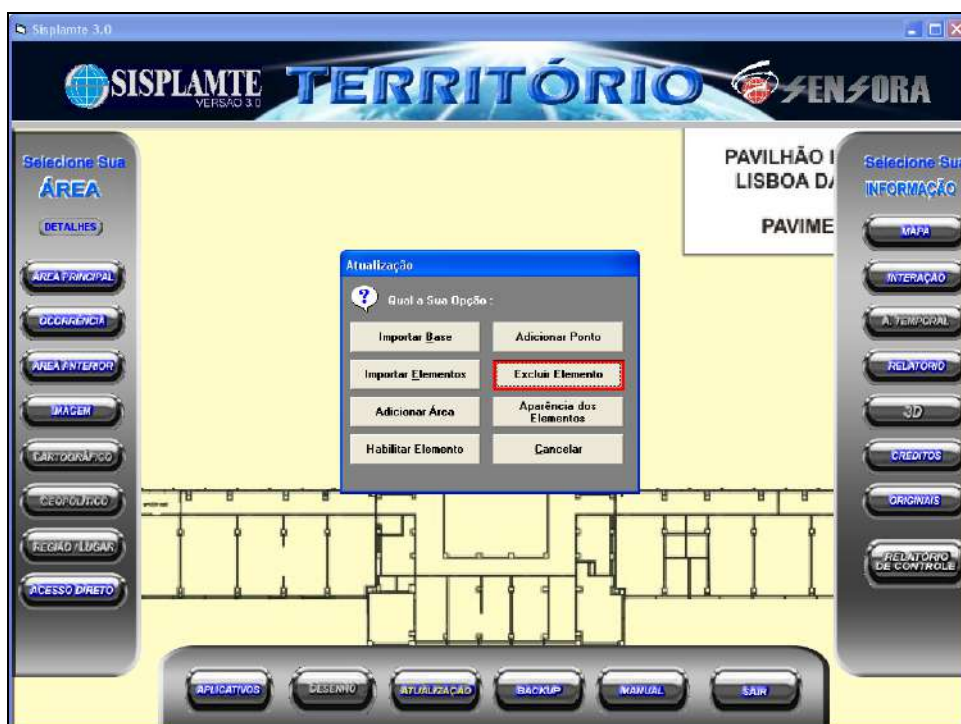 Sisplamte 3.0
SISPLAMTE
VERSÃO 3.0
TERRITÓRIO
SENSORA
Selecione Sua
ÁREA
DETALHES
ÁREA PRINCIPAL
OCORRÊNCIA
ÁREA ANTERIOR
IMAGEM
CARTOGRÁFICO
GEOPOLÍTICO
REGIÃO / LUGAR
ACESSO DIRETO
PAVILHÃO
LISBOA DA
PAVIME
Atualização
Qual a Sua Opção :
Importar Base
Adicionar Ponto
Importar Elementos
Excluir Elemento
Adicionar Área
Aparência dos
Elementos
Habilitar Elemento
Cancelar
Selecione Sua
INFORMAÇÃO
MAPA
INTERAÇÃO
A. TEMPORAL
RELATÓRIO
3D
CRÉDITOS
ORIGINAIS
RELATÓRIO
DE CONTROLE
APLICATIVOS
DESENHO
ATUALIZAÇÃO
BACKUP
MANUAL
SAIR